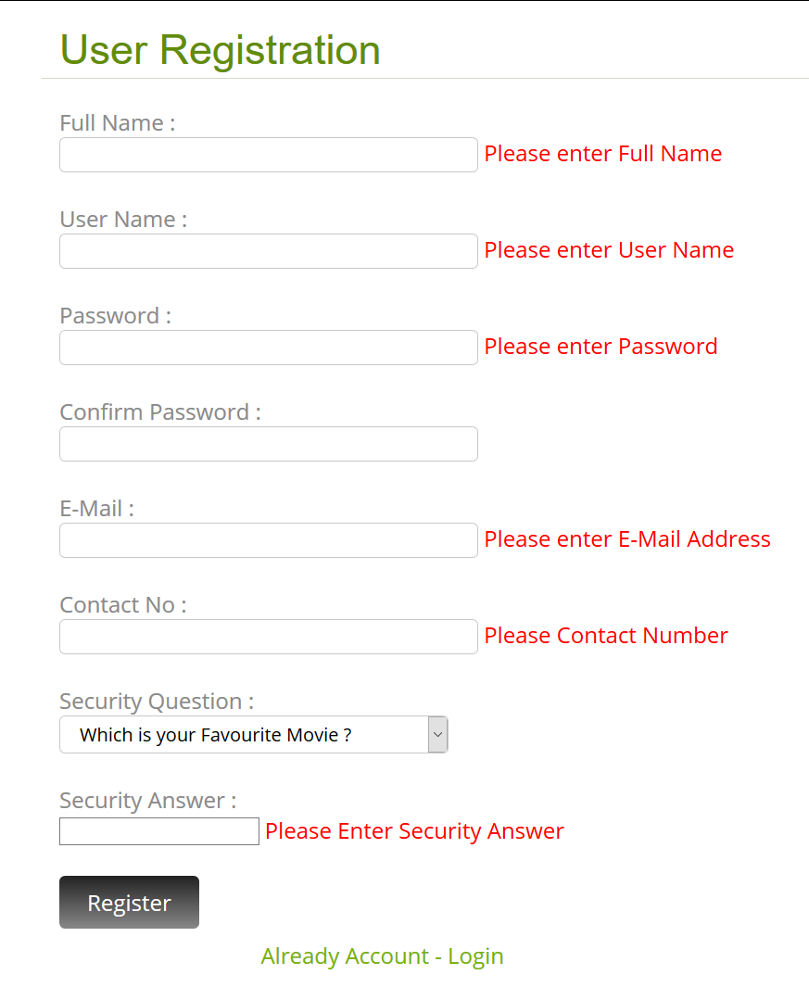 User Registration
Full Name :
Please enter Full Name
User Name :
Please enter User Name
Password :
Please enter Password
Confirm Password :
E-Mail :
Please enter E-Mail Address
Contact No :
Please Contact Number
Security Question :
Which is your Favourite Movie ?
Security Answer :
Please Enter Security Answer
Register
Already Account - Login